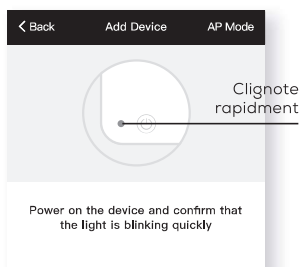 < Back Add Device AP Mode
Clignote
rapidment
Power on the device and confirm that
the light is blinking quickly